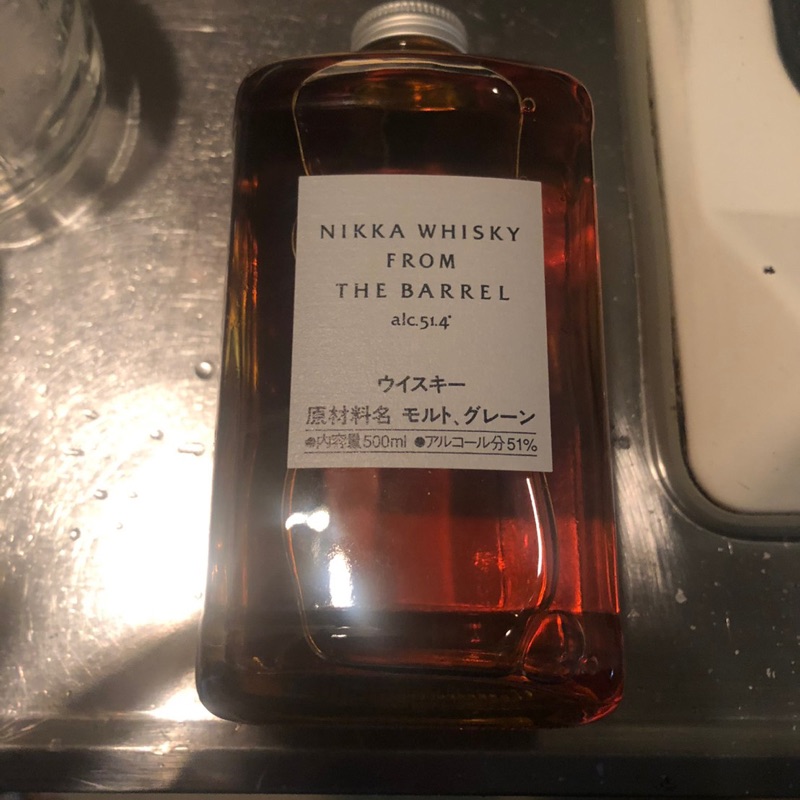 NIKKA WHISKY
FROM
THE BARREL
alc.51.4°
ウイスキー
原材料名 モルト、グレーン
●内容量500ml ●アルコール分51%